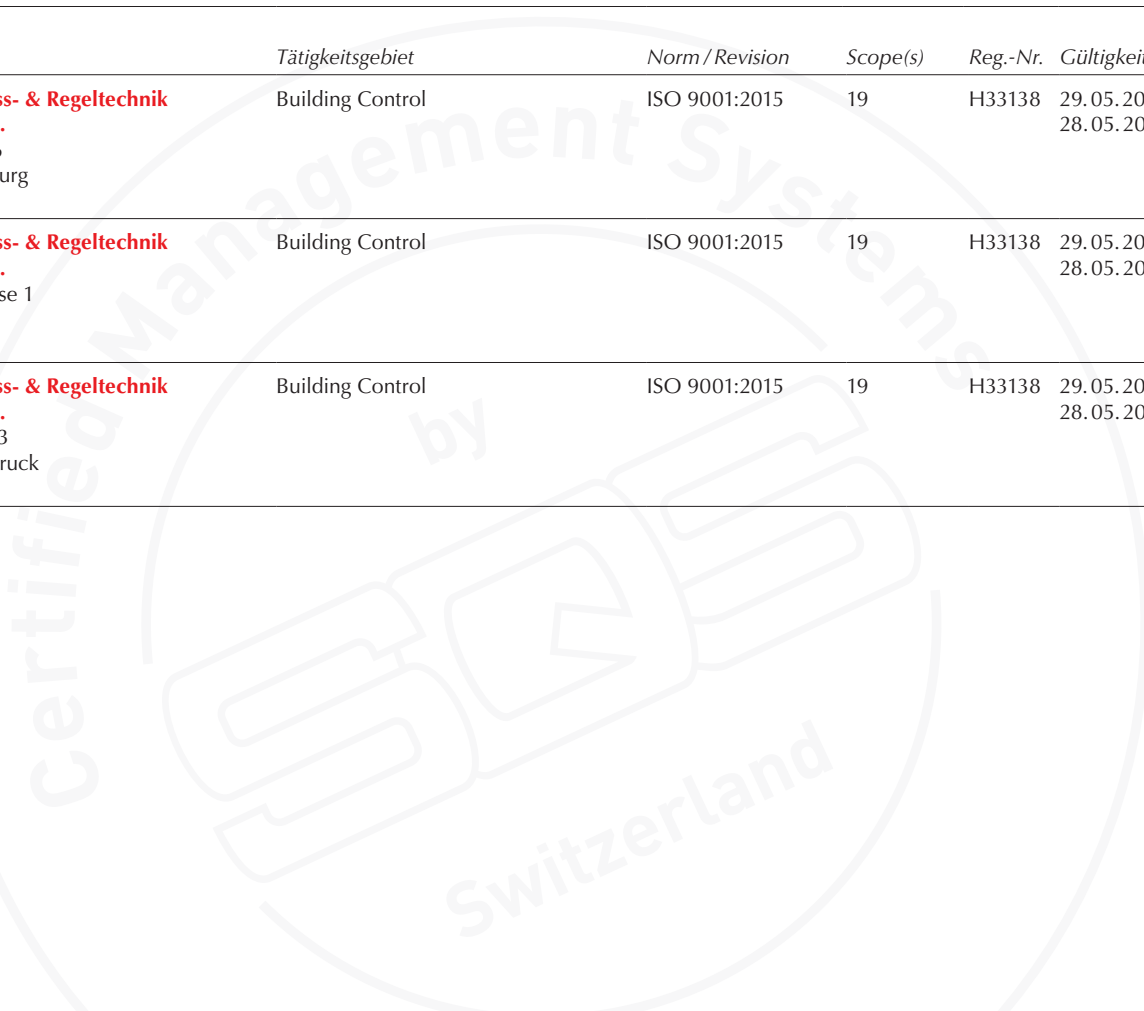 Tätigkeitsgebiet Norm / Revision Scope(s) Reg.-Nr. Gültigkeit
ss- & Regeltechnik Building Control ISO 9001:2015 19 H33138 29.05.20
. 28.05.20
urg
ss- & Regeltechnik Building Control ISO 9001:2015 19 H33138 29.05.20
. 28.05.20
se 1
ss- & Regeltechnik Building Control ISO 9001:2015 19 H33138 29.05.20
. 28.05.20
3
ruck
Certified Management Systems
by
SQS
Switzerland